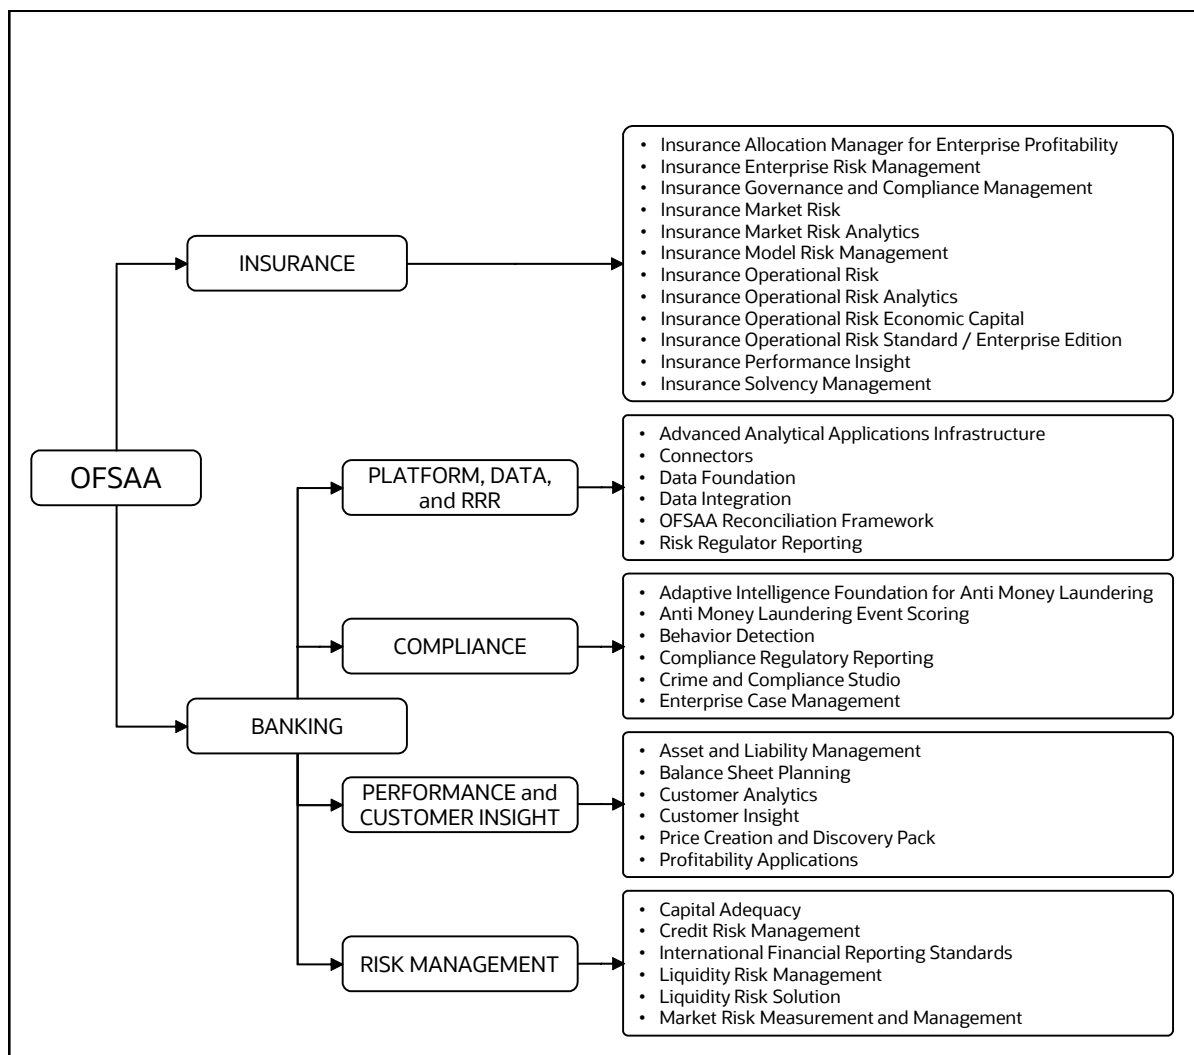 OFSAA
INSURANCE
• Insurance Allocation Manager for Enterprise Profitability
• Insurance Enterprise Risk Management
• Insurance Governance and Compliance Management
• Insurance Market Risk
• Insurance Market Risk Analytics
• Insurance Model Risk Management
• Insurance Operational Risk
• Insurance Operational Risk Analytics
• Insurance Operational Risk Economic Capital
• Insurance Operational Risk Standard / Enterprise Edition
• Insurance Performance Insight
• Insurance Solvency Management
BANKING
PLATFORM, DATA,
and RRR
• Advanced Analytical Applications Infrastructure
• Connectors
• Data Foundation
• Data Integration
• OFSAA Reconciliation Framework
• Risk Regulator Reporting
COMPLIANCE
• Adaptive Intelligence Foundation for Anti Money Laundering
• Anti Money Laundering Event Scoring
• Behavior Detection
• Compliance Regulatory Reporting
• Crime and Compliance Studio
• Enterprise Case Management
PERFORMANCE and
CUSTOMER INSIGHT
• Asset and Liability Management
• Balance Sheet Planning
• Customer Analytics
• Customer Insight
• Price Creation and Discovery Pack
• Profitability Applications
RISK MANAGEMENT
• Capital Adequacy
• Credit Risk Management
• International Financial Reporting Standards
• Liquidity Risk Management
• Liquidity Risk Solution
• Market Risk Measurement and Management